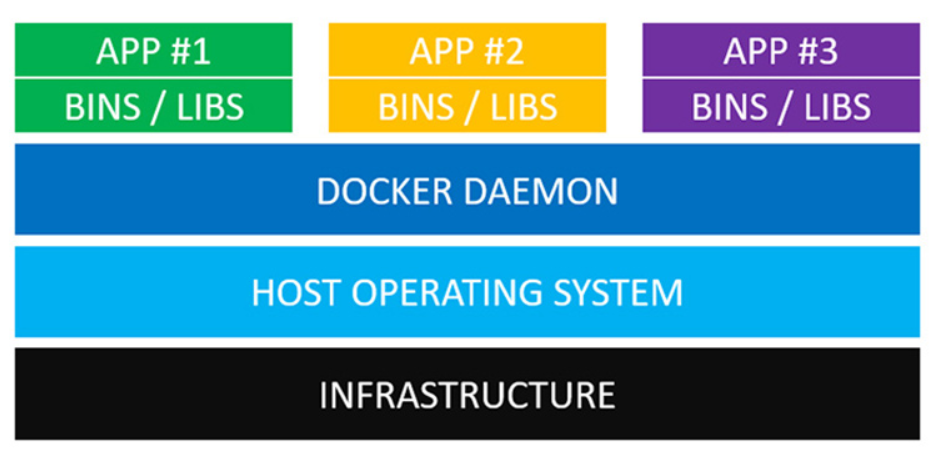 APP #1
APP #2
APP #3
BINS / LIBS
BINS / LIBS
BINS / LIBS
DOCKER DAEMON
HOST OPERATING SYSTEM
INFRASTRUCTURE